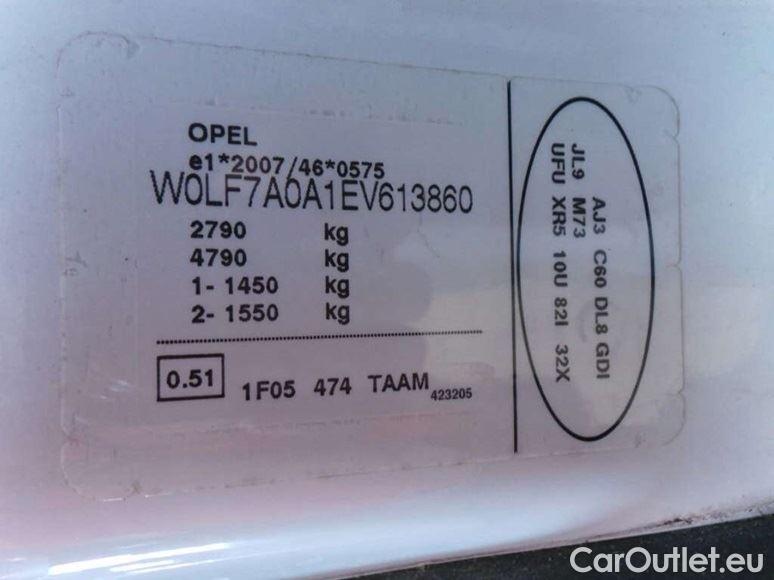 OPEL
e1*2007/46*0575
W0LF7A0A1EV613860
2790 kg
4790 kg
1- 1450 kg
2- 1550 kg
0.51 1F05 474 TAAM 423205
AJ3 C60 DL8 GDI
JL9 M73
UFU XR5 10U 82I 32X
CarOutlet.eu